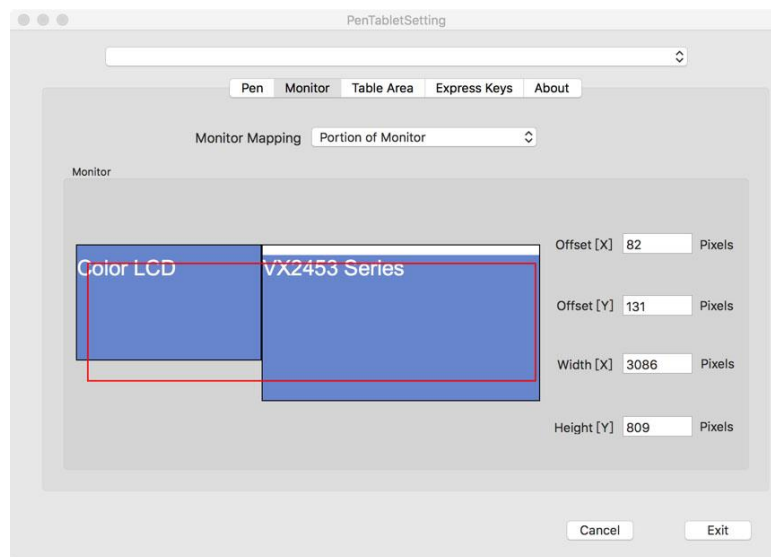 PenTabletSetting
Pen Monitor Table Area Express Keys About
Monitor Mapping Portion of Monitor
Monitor
Color LCD VX2453 Series
Offset [X] 82 Pixels
Offset [Y] 131 Pixels
Width [X] 3086 Pixels
Height [Y] 809 Pixels
Cancel Exit